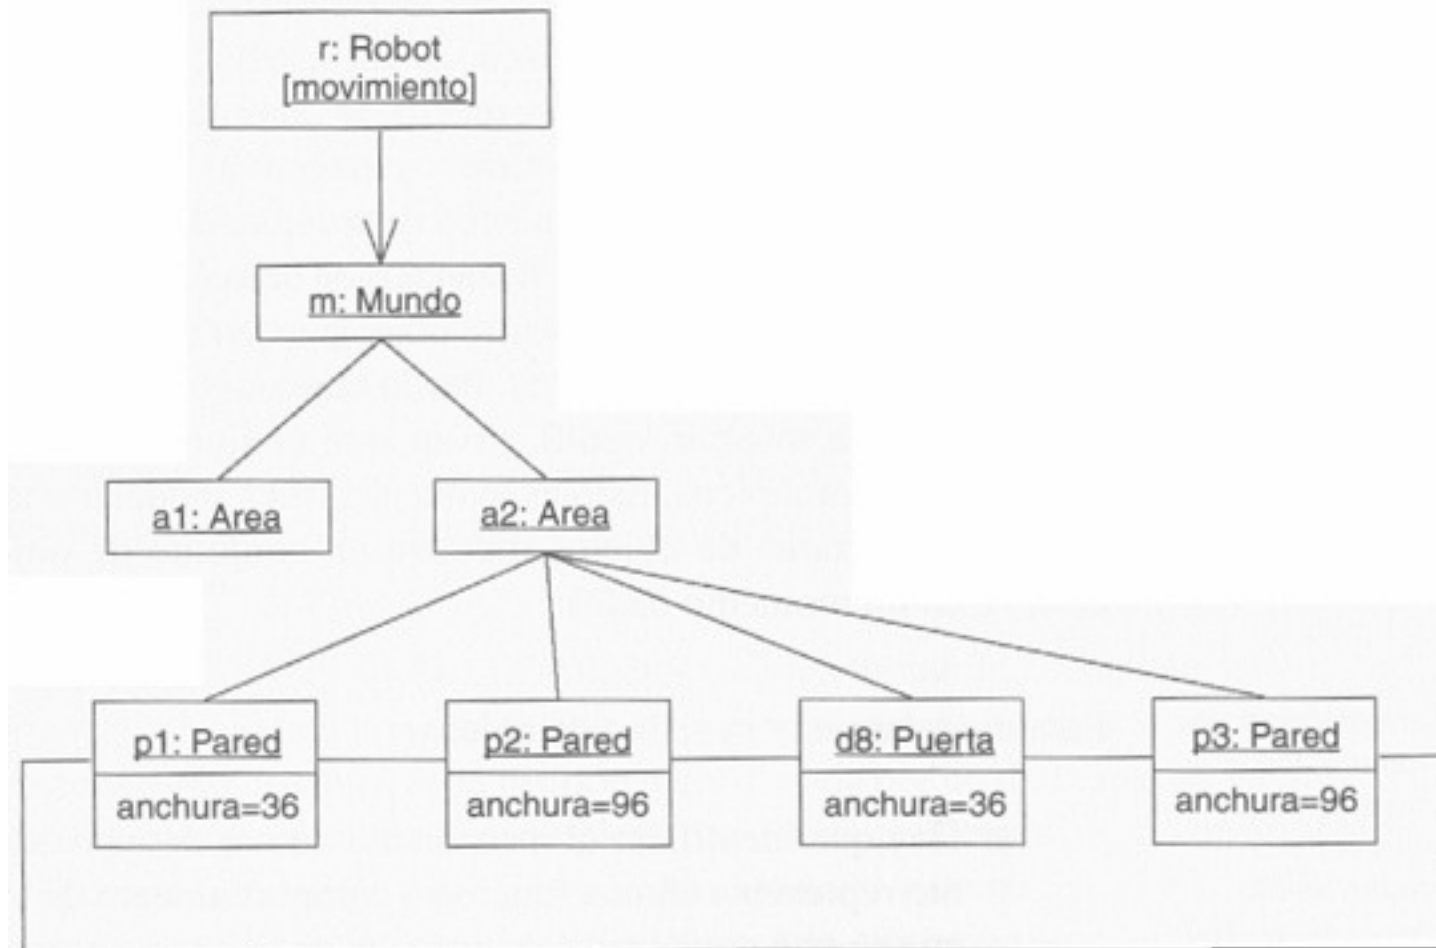 r: Robot
[movimiento]
m: Mundo
a1: Area
a2: Area
p1: Pared
p2: Pared
d8: Puerta
p3: Pared
anchura=36
anchura=96
anchura=36
anchura=96